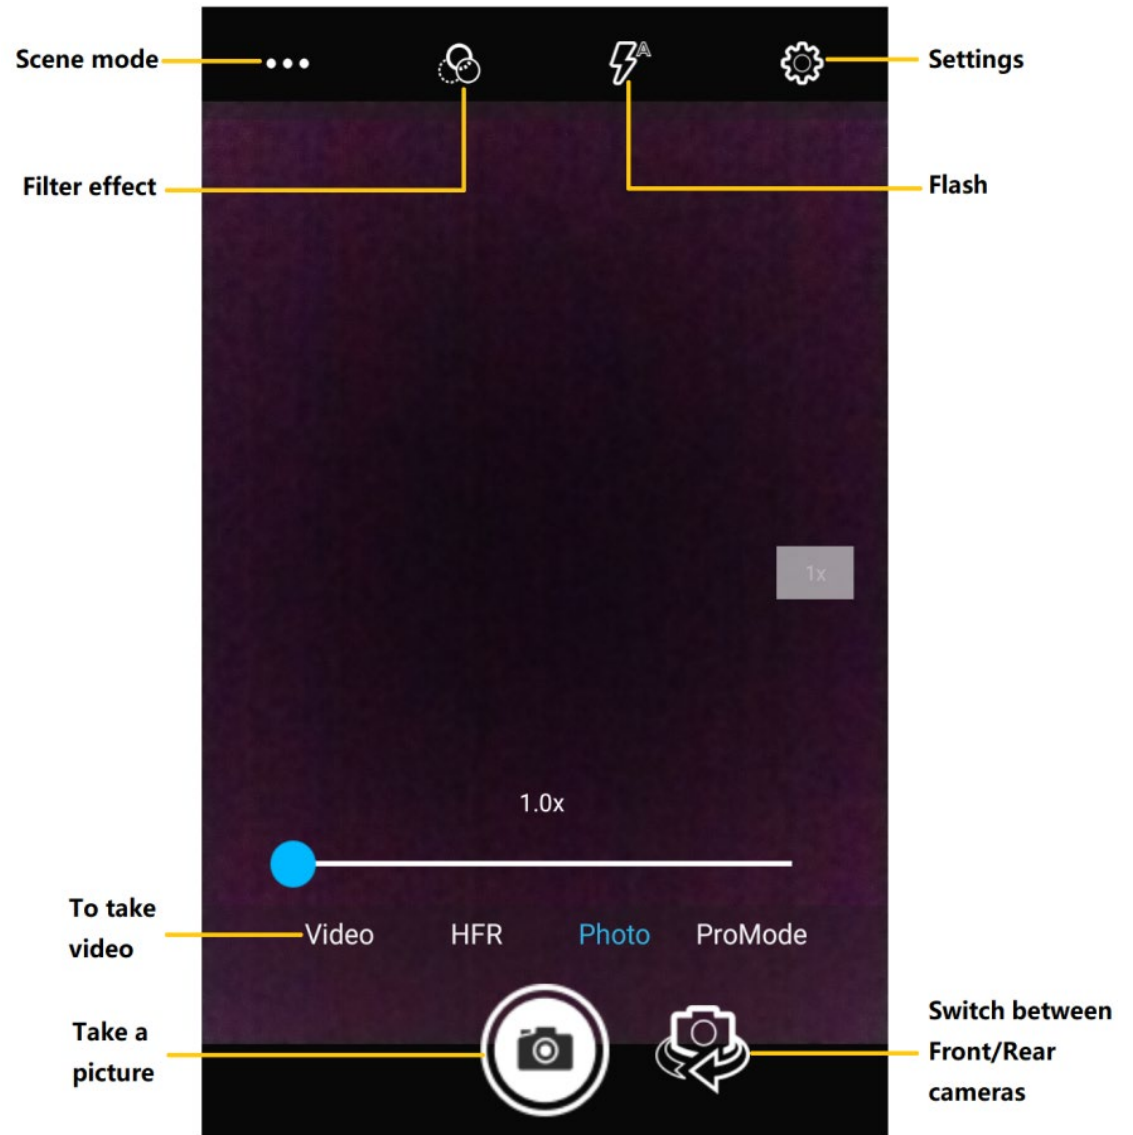 Scene mode
Settings
A
Filter effect
Flash
1x
1.0x
To take
video
Video HFR Photo ProMode
Take a
picture
Switch between
Front/Rear
cameras